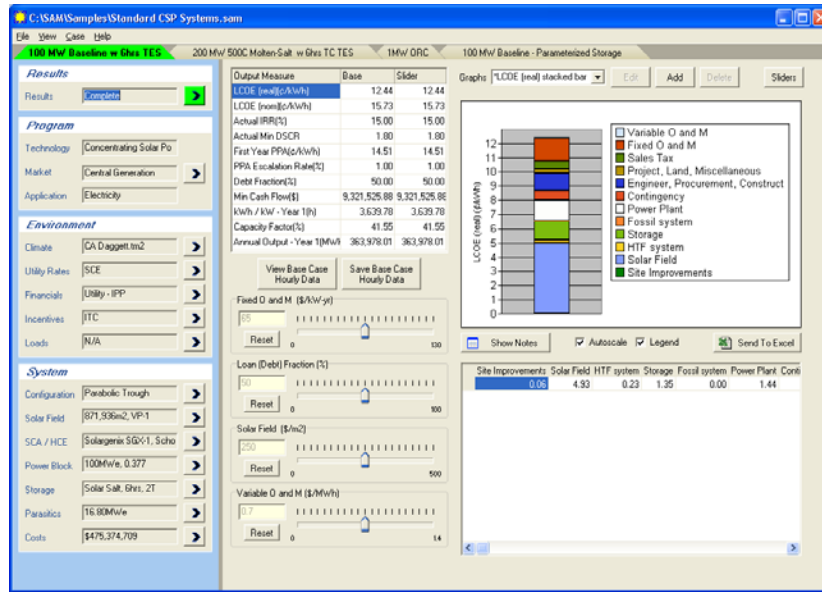 C:\SAM\Samples\Standard CSP Systems.sam
File View Case Help
100 MW Baseline w 6hrs TES
200 MW 500C Molten-Salt w 6hrs TC TES
1MW ORC
100 MW Baseline - Parameterized Storage
Results
Results Complete
Program
Technology Concentrating Solar Po
Market Central Generation
Application Electricity
Environment
Climate CA Daggett.tm2
Utility Rates SCE
Financials Utility - IPP
Incentives ITC
Loads N/A
System
Configuration Parabolic Trough
Solar Field 871,936m2, VP-1
SCA / HCE Solargenix SGX-1, Scho
Power Block 100MWe, 0.377
Storage Solar Salt, 6hrs, 2T
Parasitics 16.80MWe
Costs $475,374,709
Output Measure Base Slider
LCOE (real)(¢/kWh) 12.44 12.44
LCOE (nom)(¢/kWh) 15.73 15.73
Actual IRR(%) 15.00 15.00
Actual Min DSCR 1.80 1.80
First Year PPA(¢/kWh) 14.51 14.51
PPA Escalation Rate(%) 1.00 1.00
Debt Fraction(%) 50.00 50.00
Min Cash Flow($) 9,321,525.88 9,321,525.88
kWh / kW - Year 1(h) 3,639.78 3,639.78
Capacity Factor(%) 41.55 41.55
Annual Output - Year 1(MWh 363,978.01 363,978.01
View Base Case Hourly Data
Save Base Case Hourly Data
Fixed O and M ($/kW-yr)
65
Reset 0 130
Loan (Debt) Fraction (%)
50
Reset 0 100
Solar Field ($/m2)
250
Reset 0 500
Variable O and M ($/MWh)
0.7
Reset 0 1.4
Graphs *LCOE (real) stacked bar Edit Add Delete Sliders
LCOE (real) (¢/kWh)
12
11
10
9
8
7
6
5
4
3
2
1
0
Variable O and M
Fixed O and M
Sales Tax
Project, Land, Miscellaneous
Engineer, Procurement, Construct
Contingency
Power Plant
Fossil system
Storage
HTF system
Solar Field
Site Improvements
Show Notes Autoscale Legend Send To Excel
Site Improvements Solar Field HTF system Storage Fossil system Power Plant Conti
0.06 4.93 0.23 1.35 0.00 1.44